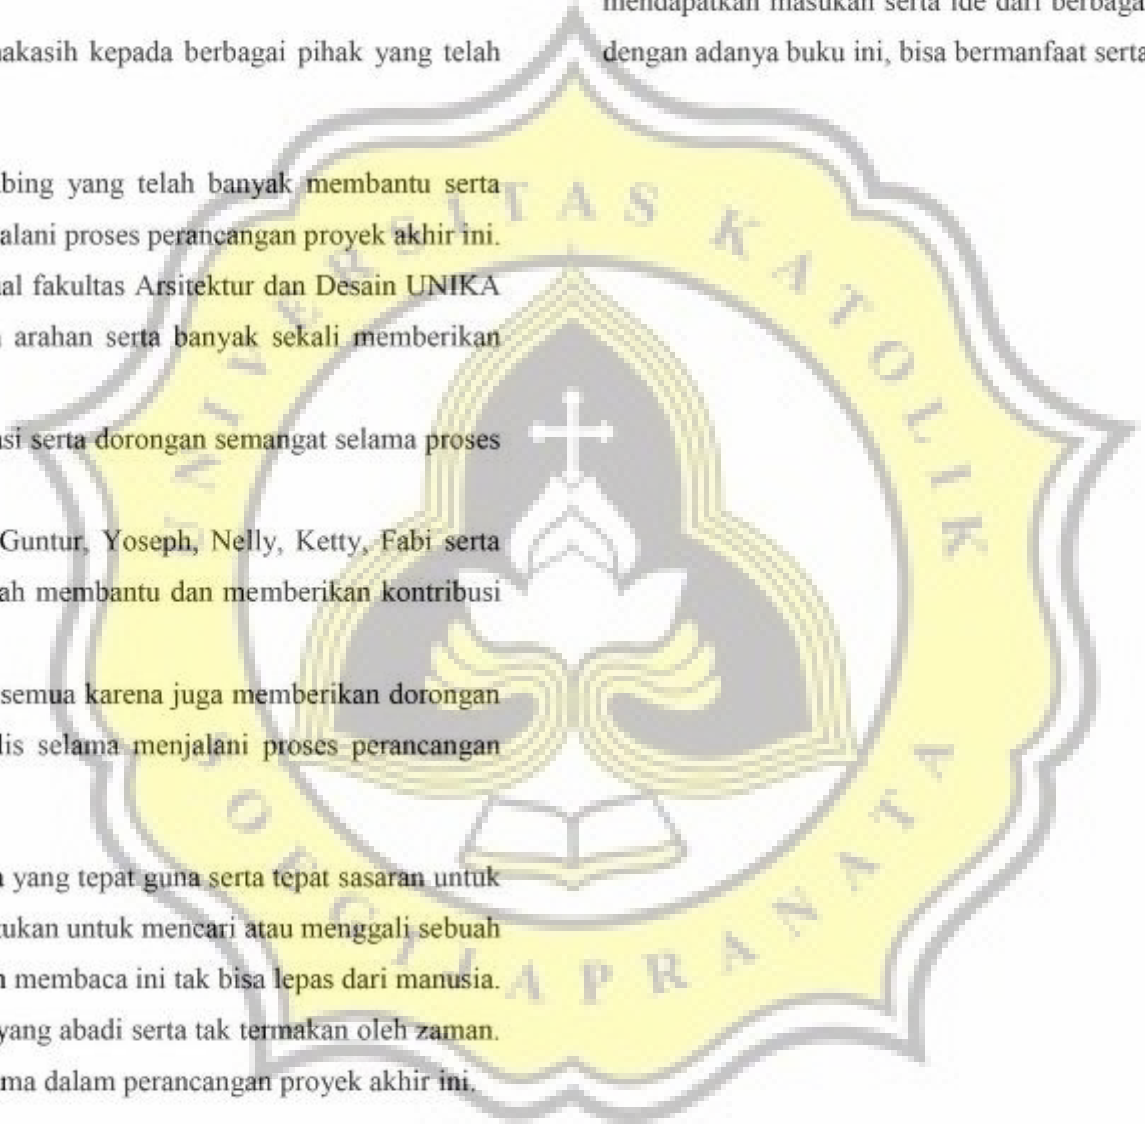 akasih kepada berbagai pihak yang telah
bing yang telah banyak membantu serta
alani proses perancangan proyek akhir ini.
al fakultas Arsitektur dan Desain UNIKA
arahan serta banyak sekali memberikan
si serta dorongan semangat selama proses
Guntur, Yoseph, Nelly, Ketty, Fabi serta
ah membantu dan memberikan kontribusi
semua karena juga memberikan dorongan
lis selama menjalani proses perancangan
yang tepat guna serta tepat sasaran untuk
tukan untuk mencari atau menggali sebuah
membaca ini tak bisa lepas dari manusia.
yang abadi serta tak termakan oleh zaman.
ma dalam perancangan proyek akhir ini.
mendapatkan masukan serta ide dari berbaga
dengan adanya buku ini, bisa bermanfaat serta
UNIVERSITAS KATOLIK
SOEGIJAPRANATA